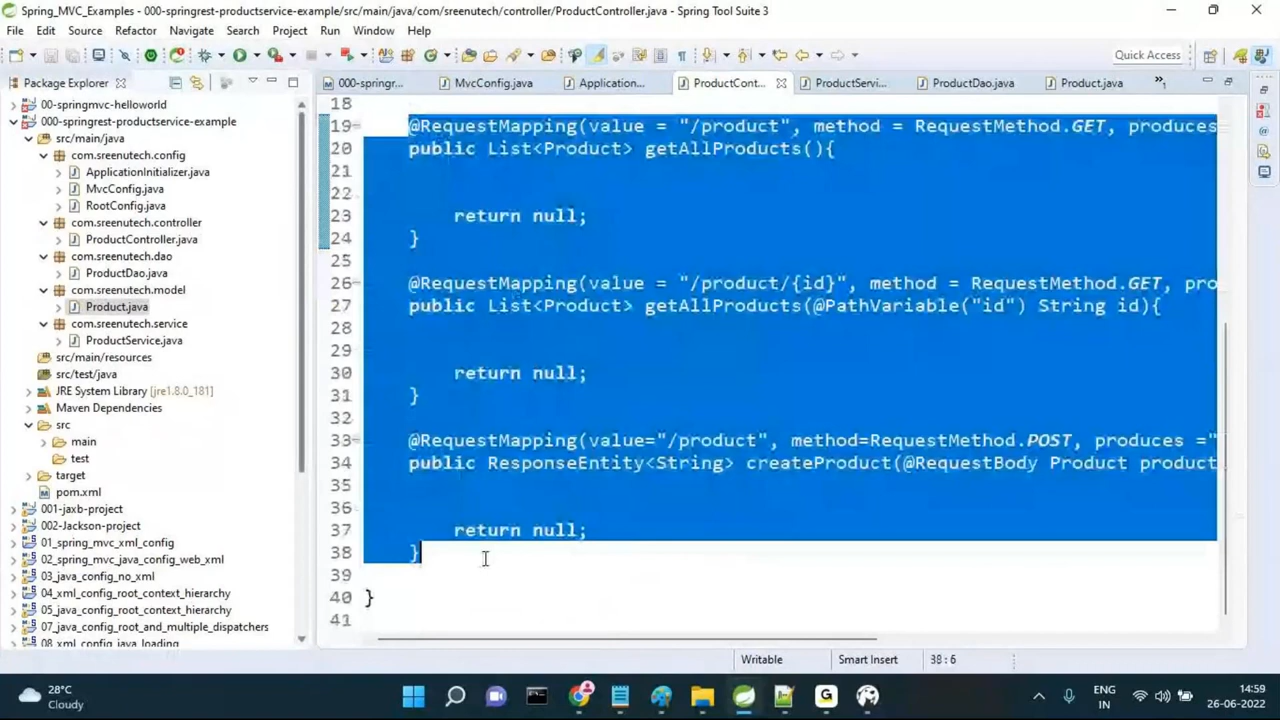 Spring_MVC_Examples - 000-springrest-productservice-example/src/main/java/com/sreenutech/controller/ProductController.java - Spring Tool Suite 3
File Edit Source Refactor Navigate Search Project Run Window Help
Quick Access
Package Explorer
000-springr... MvcConfig.java Application... ProductCont... ProductServi... ProductDao.java Product.java »1
00-springmvc-helloworld
000-springrest-productservice-example
src/main/java
com.sreenutech.config
ApplicationInitializer.java
MvcConfig.java
RootConfig.java
com.sreenutech.controller
ProductController.java
com.sreenutech.dao
ProductDao.java
com.sreenutech.model
Product.java
com.sreenutech.service
ProductService.java
src/main/resources
src/test/java
JRE System Library [jre1.8.0_181]
Maven Dependencies
src
main
test
target
pom.xml
001-jaxb-project
002-Jackson-project
01_spring_mvc_xml_config
02_spring_mvc_java_config_web_xml
03_java_config_no_xml
04_xml_config_root_context_hierarchy
05_java_config_root_context_hierarchy
07_java_config_root_and_multiple_dispatchers
08_xml_config_java_loading
18
19 @RequestMapping(value = "/product", method = RequestMethod.GET, produces
20 public List<Product> getAllProducts(){
21
22
23 return null;
24 }
25
26 @RequestMapping(value = "/product/{id}", method = RequestMethod.GET, pro
27 public List<Product> getAllProducts(@PathVariable("id") String id){
28
29
30 return null;
31 }
32
33 @RequestMapping(value="/product", method=RequestMethod.POST, produces ="
34 public ResponseEntity<String> createProduct(@RequestBody Product product
35
36
37 return null;
38 }
39
40 }
41
Writable Smart Insert 38 : 6
28°C
Cloudy
ENG
IN
14:59
26-06-2022